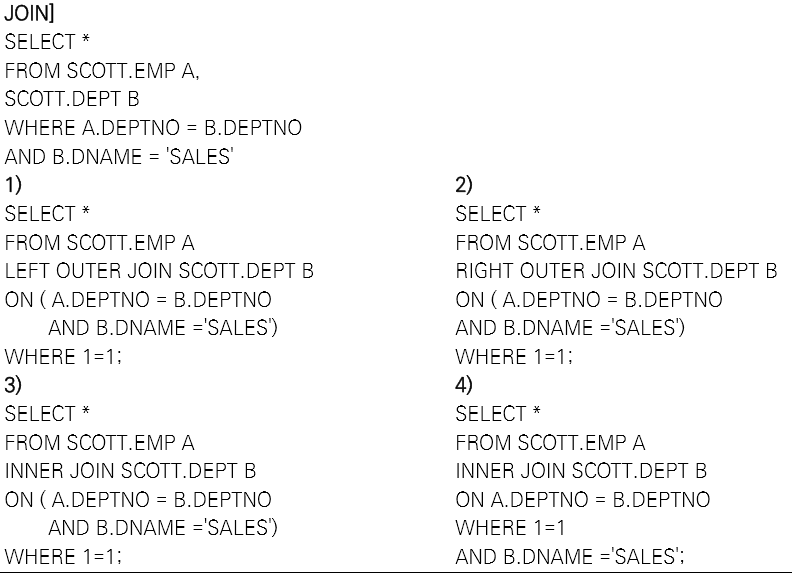 JOIN]
SELECT *
FROM SCOTT.EMP A,
SCOTT.DEPT B
WHERE A.DEPTNO = B.DEPTNO
AND B.DNAME = 'SALES'
1)
SELECT *
FROM SCOTT.EMP A
LEFT OUTER JOIN SCOTT.DEPT B
ON ( A.DEPTNO = B.DEPTNO
AND B.DNAME ='SALES')
WHERE 1=1;
2)
SELECT *
FROM SCOTT.EMP A
RIGHT OUTER JOIN SCOTT.DEPT B
ON ( A.DEPTNO = B.DEPTNO
AND B.DNAME ='SALES')
WHERE 1=1;
3)
SELECT *
FROM SCOTT.EMP A
INNER JOIN SCOTT.DEPT B
ON ( A.DEPTNO = B.DEPTNO
AND B.DNAME ='SALES')
WHERE 1=1;
4)
SELECT *
FROM SCOTT.EMP A
INNER JOIN SCOTT.DEPT B
ON A.DEPTNO = B.DEPTNO
WHERE 1=1
AND B.DNAME ='SALES';